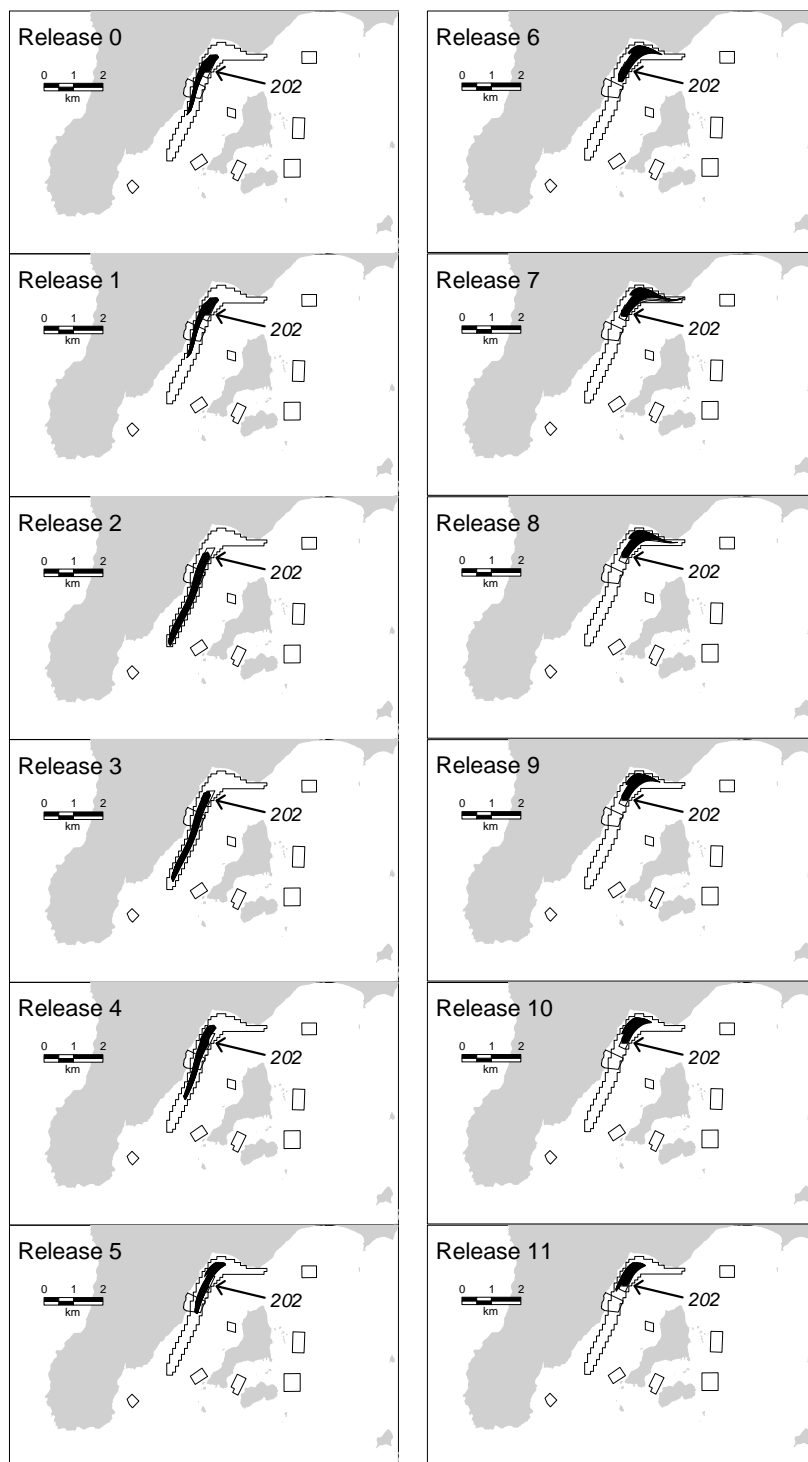 Release 0
0 1 2
km
202
Release 1
0 1 2
km
202
Release 2
0 1 2
km
202
Release 3
0 1 2
km
202
Release 4
0 1 2
km
202
Release 5
0 1 2
km
202
Release 6
0 1 2
km
202
Release 7
0 1 2
km
202
Release 8
0 1 2
km
202
Release 9
0 1 2
km
202
Release 10
0 1 2
km
202
Release 11
0 1 2
km
202